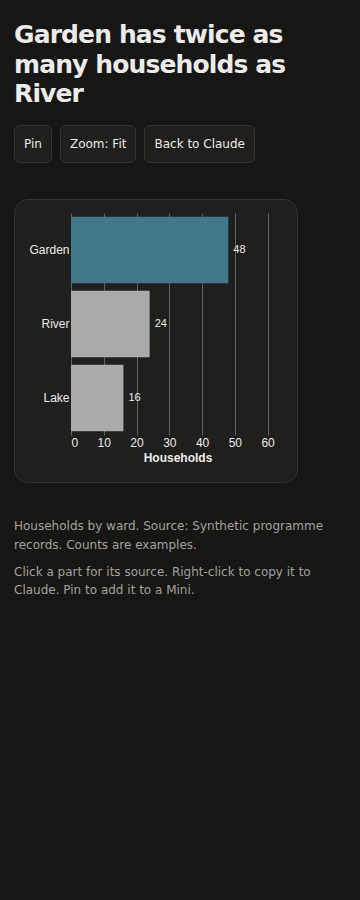 Garden has twice as
many households as
River
Pin
Zoom: Fit
Back to Claude
Garden
48
River
24
Lake
16
0 10 20 30 40 50 60
Households
Households by ward. Source: Synthetic programme
records. Counts are examples.
Click a part for its source. Right-click to copy it to
Claude. Pin to add it to a Mini.